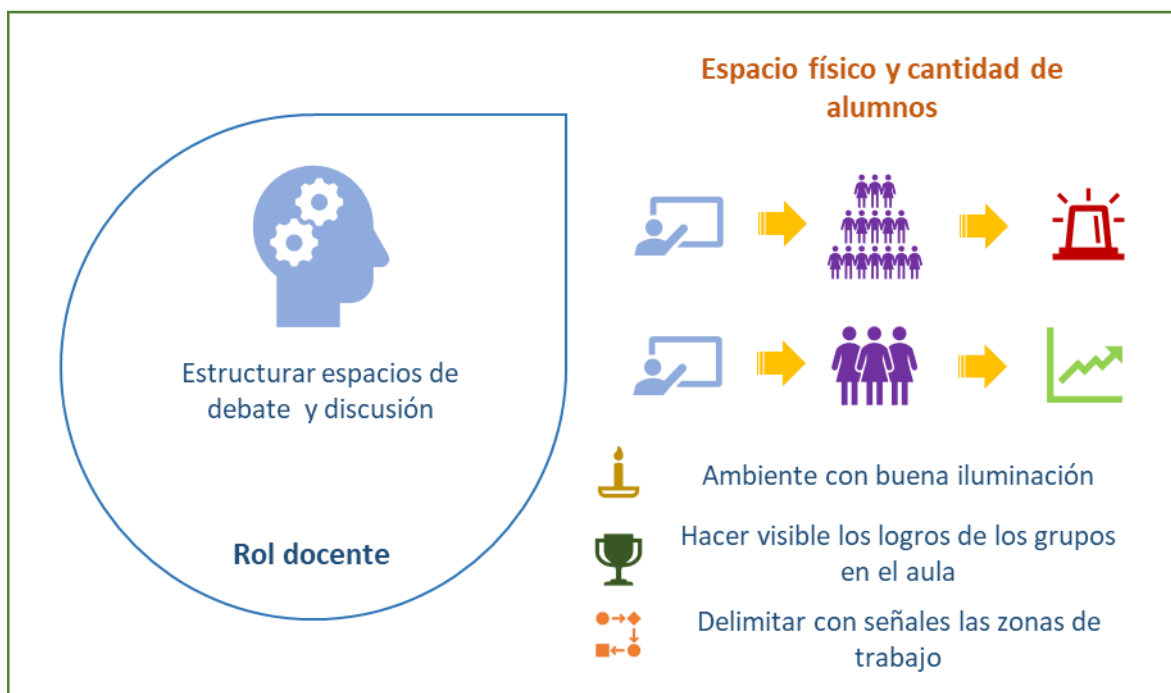 Espacio físico y cantidad de
alumnos
Estructurar espacios de
debate y discusión
Rol docente
Ambiente con buena iluminación
Hacer visible los logros de los grupos
en el aula
Delimitar con señales las zonas de
trabajo